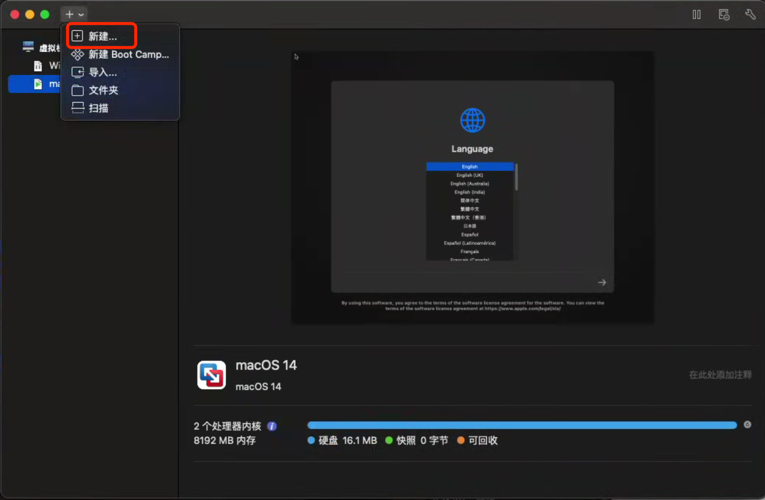 新建...
新建 Boot Camp...
导入...
文件夹
扫描
Language
English
English (UK)
English (Australia)
English (India)
简体中文
繁體中文
繁體中文（香港）
日本語
Español
Español (Latinoamérica)
Français
Français (Canada)
By using this software, you agree to the terms of the software license agreement for the software. You can view the
terms of the software license agreement at https://www.apple.com/legal/sla/
macOS 14
macOS 14
在此处添加注释
2 个处理器内核
8192 MB 内存
硬盘 16.1 MB 快照 0 字节 可回收